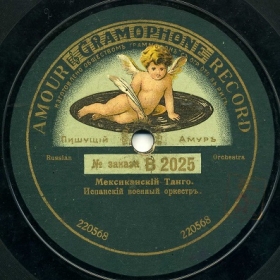 AMOUR GRAMOPHONE RECORD
Пишущій Амуръ
Russian Orchestra
№ заказа В 2025
Мексиканскій Танго.
Испанскій военный оркестръ.
220568 220568